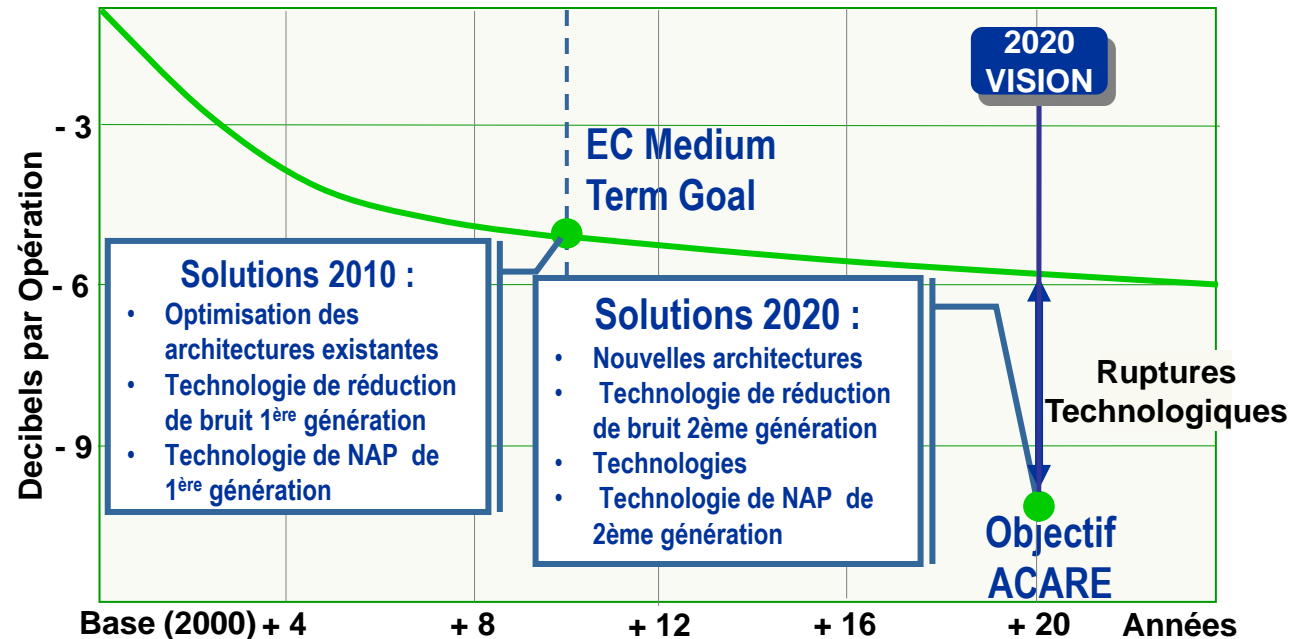 2020
VISION
- 3
EC Medium
Term Goal
Decibels par Opération
Solutions 2010 :
• Optimisation des
architectures existantes
• Technologie de réduction
de bruit 1ère génération
• Technologie de NAP de
1ère génération
- 6
Solutions 2020 :
• Nouvelles architectures
• Technologie de réduction
de bruit 2ème génération
• Technologies
• Technologie de NAP de
2ème génération
Ruptures
Technologiques
- 9
Objectif
ACARE
Base (2000) + 4 + 8 + 12 + 16 + 20 Années